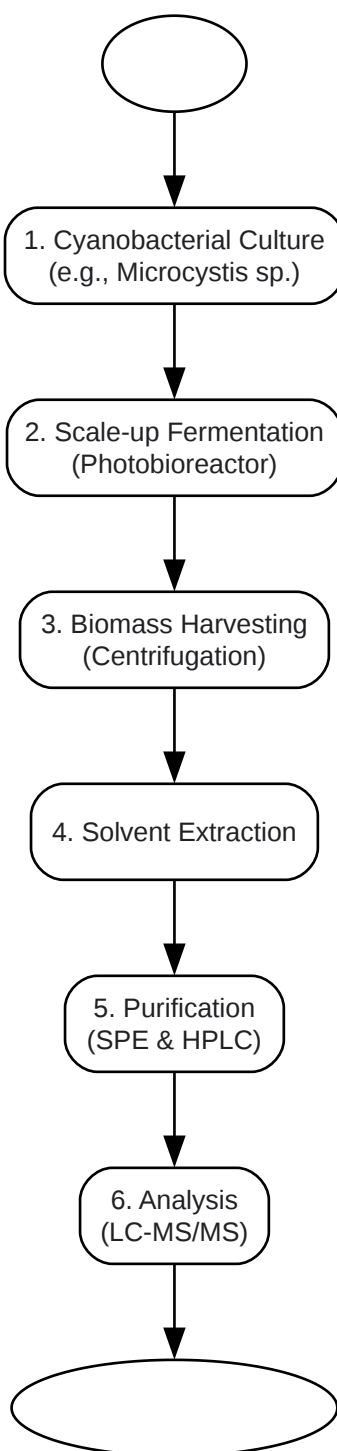 1. Cyanobacterial Culture
(e.g., Microcystis sp.)
2. Scale-up Fermentation
(Photobioreactor)
3. Biomass Harvesting
(Centrifugation)
4. Solvent Extraction
5. Purification
(SPE & HPLC)
6. Analysis
(LC-MS/MS)